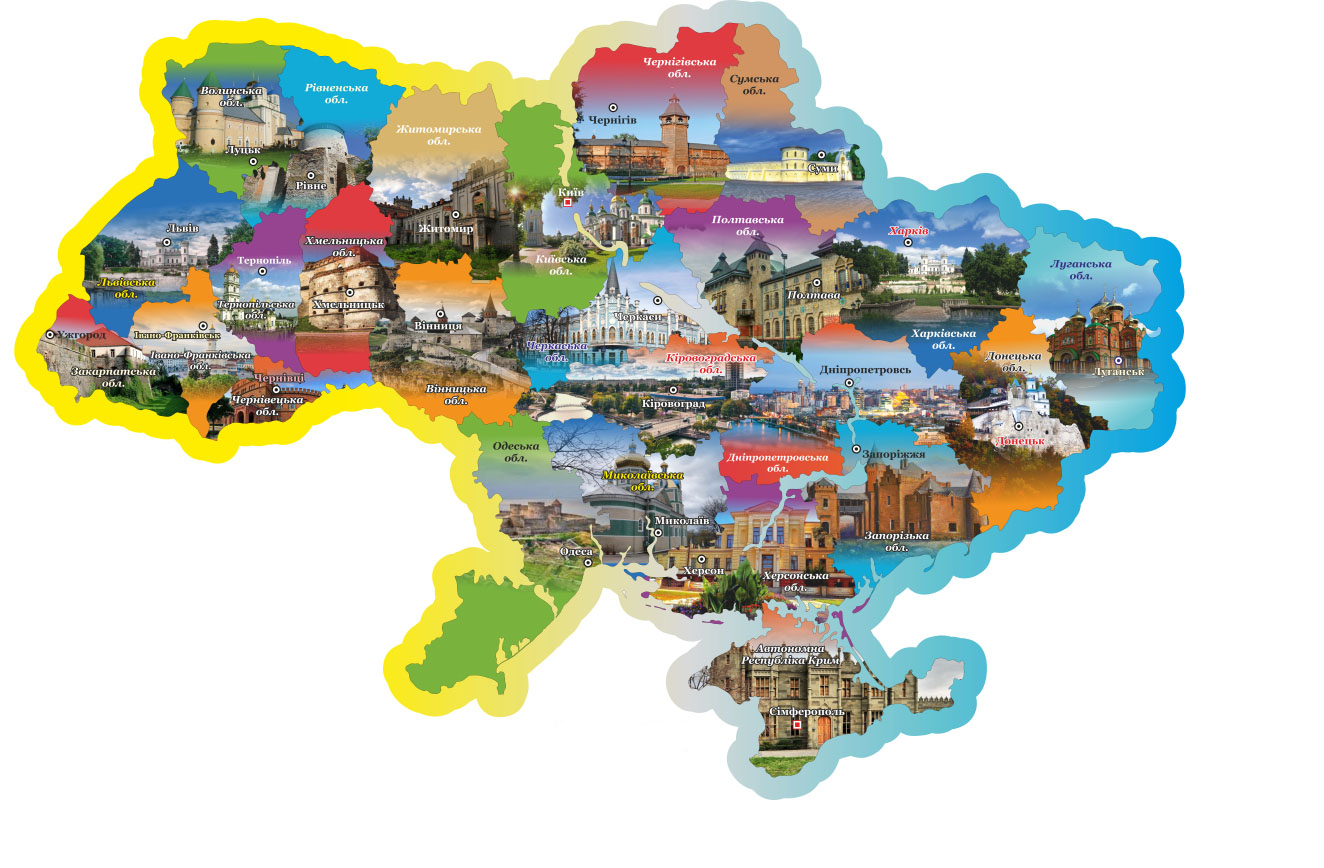 Чернігівська
обл.
Сумська
обл.
Волинська
обл.
Рівненська
обл.
Чернігів
Житомирська
обл.
Луцьк
Суми
Рівне
Київ
Житомир
Полтавська
обл.
Львів
Харків
Хмельницька
обл.
Тернопіль
Київська
обл.
Луганська
обл.
Львівська
обл.
Тернопільська
обл.
Хмельницьк
Полтава
Черкаси
Вінниця
Ужгород
Івано-Франківськ
Харківська
обл.
Івано-Франківська
обл.
Черкаська
обл.
Кіровоградська
обл.
Донецька
обл.
Закарпатська
обл.
Чернівці
Дніпропетровсь
Луганськ
Вінницька
обл.
Чернівецька
обл.
Кіровоград
Донецьк
Одеська
обл.
Дніпропетровська
обл.
Запоріжжя
Миколаївська
обл.
Миколаїв
Запорізька
обл.
Одеса
Херсон
Херсонська
обл.
Автономна
Республіка Крим
Сімферополь